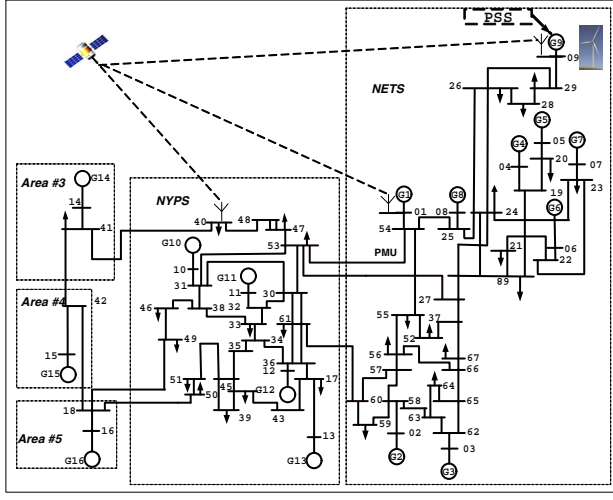 PSS
G9
09
NETS
26
29
28
G5
G4
G7
05
04
20
07
19
23
G6
Area #3
G14
14
41
NYPS
40
48
47
G10
53
G1
G8
01
08
54
25
24
PMU
21
06
22
89
10
31
G11
11
30
32
27
Area #4
42
46
38
33
61
34
35
49
36
12
17
15
G15
51
50
45
G12
39
43
55
37
52
56
57
67
66
64
65
60
58
63
59
02
62
03
G2
G3
18
16
Area #5
G16
13
G13